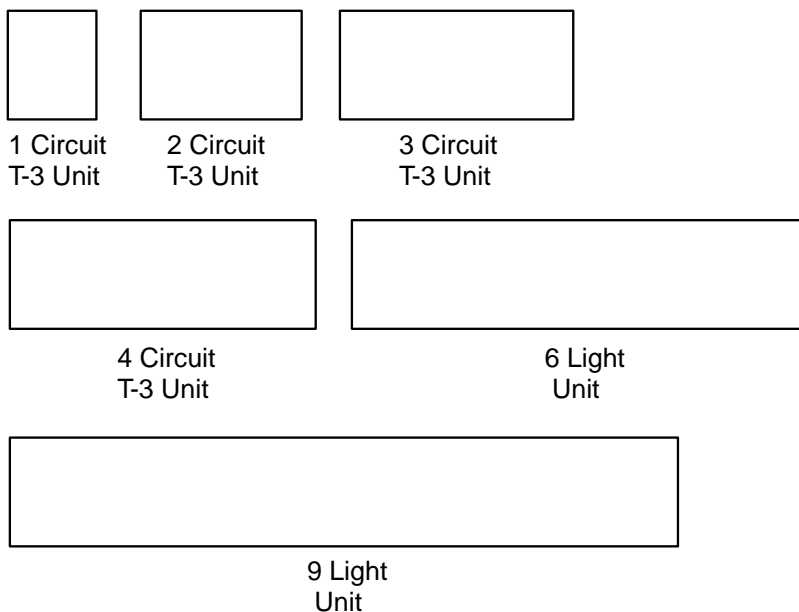 1 Circuit
T-3 Unit
2 Circuit
T-3 Unit
3 Circuit
T-3 Unit
4 Circuit
T-3 Unit
6 Light
Unit
9 Light
Unit